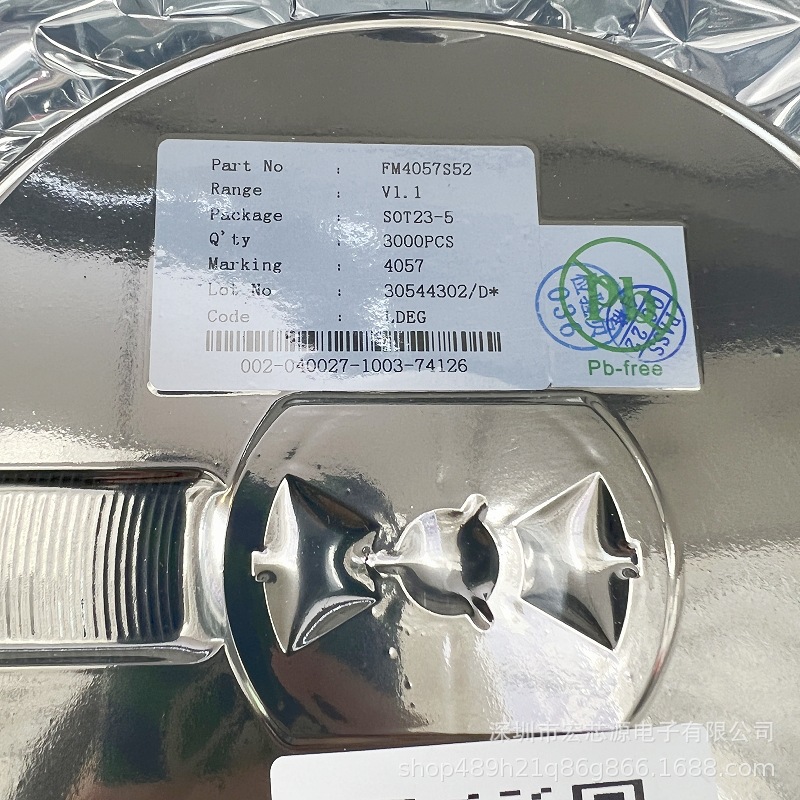 Part No : FM4057S52
Range : V1.1
Package : SOT23-5
Q'ty : 3000PCS
Marking : 4057
Lot No : 30544302/D*
Code : LDEG
002-040027-1003-74126
Pb
Pb-free
深圳市宏芯源电子有限公司
shop489h21q86g866.1688.com